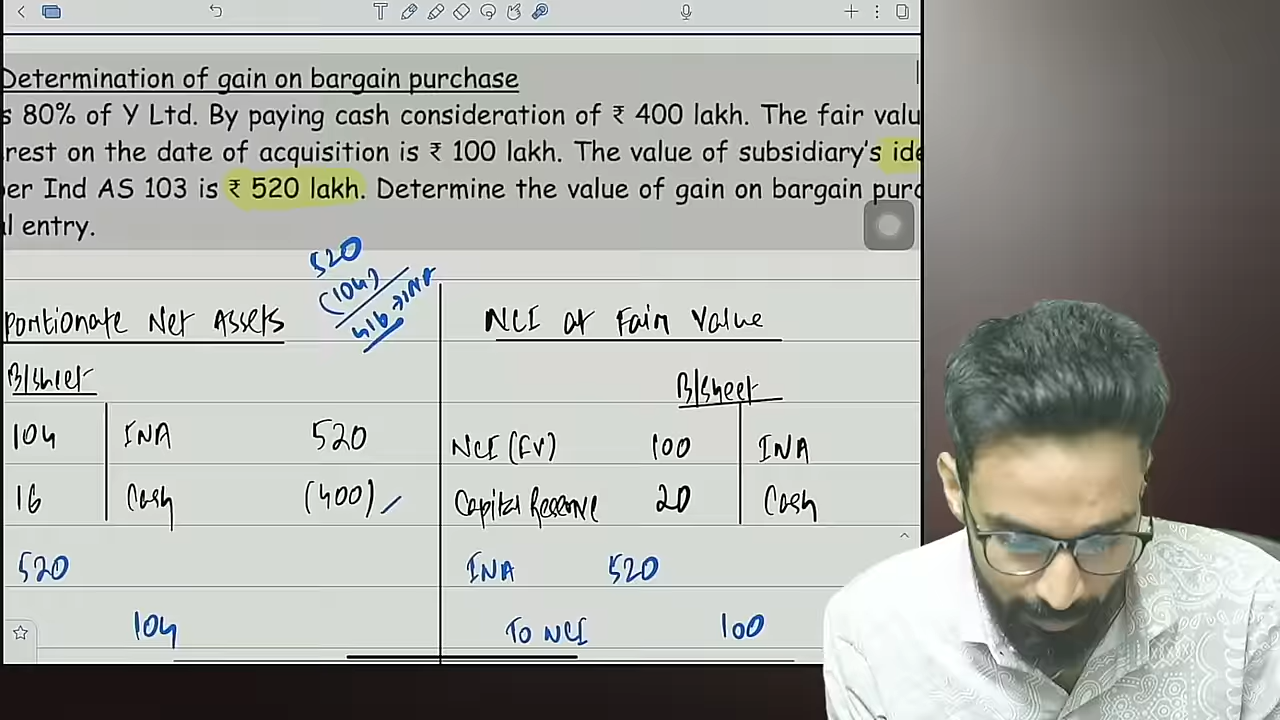 Determination of gain on bargain purchase
s 80% of Y Ltd. By paying cash consideration of ₹ 400 lakh. The fair valu
rest on the date of acquisition is ₹ 100 lakh. The value of subsidiary's ide
er Ind AS 103 is ₹ 520 lakh. Determine the value of gain on bargain purc
l entry.
520
(104)
416 → INA
portionate Net Assets
B/sheet
104 INA 520
16 Cash (400)
520
104
NCI at Fair Value
B/sheet
NCI (FV) 100 INA
Capital Reserve 20 Cash
INA 520
To NCI 100